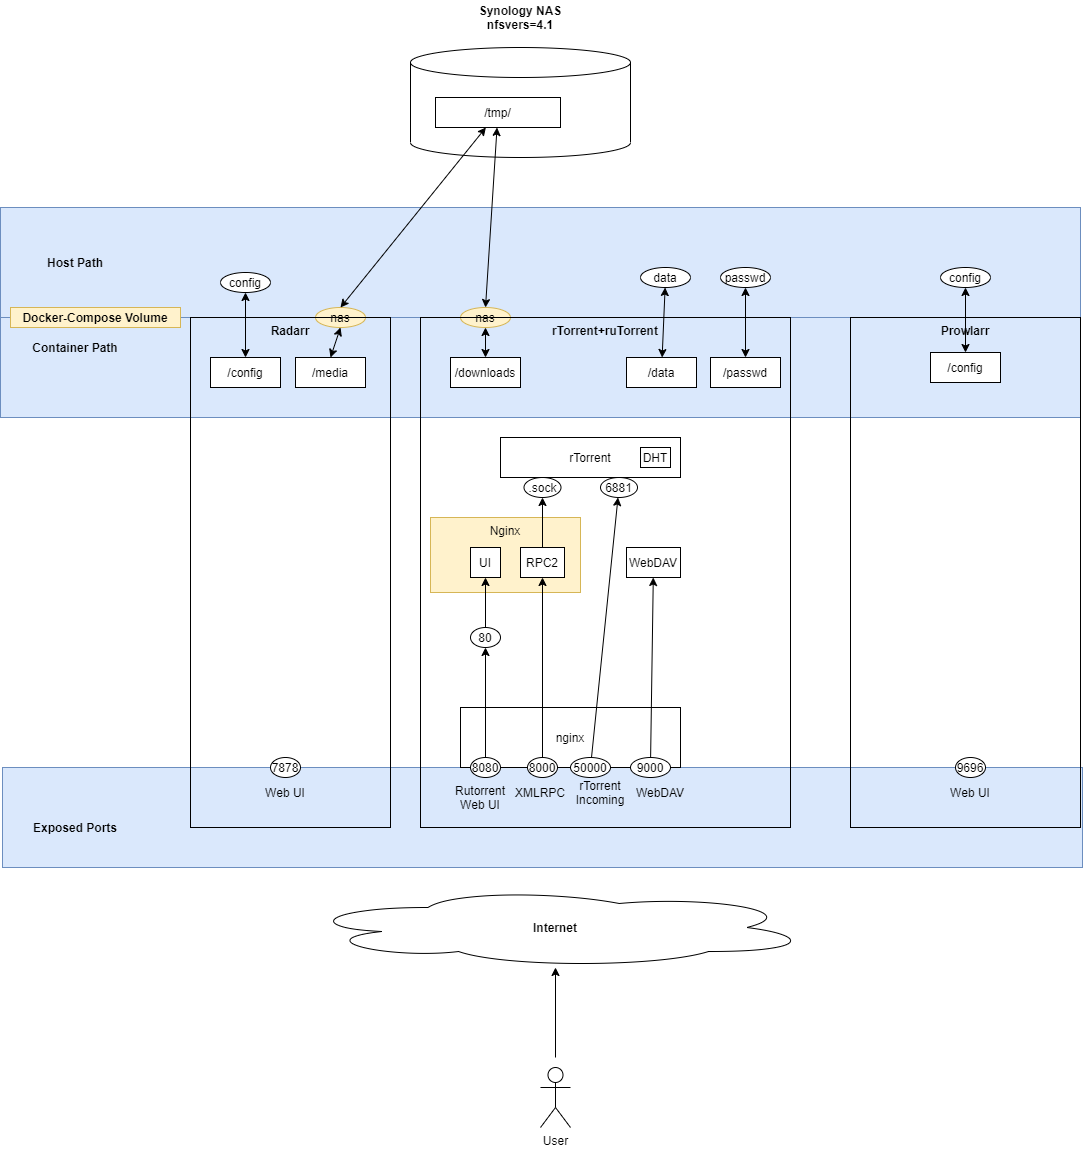 Synology NAS
nfsvers=4.1
/tmp/
Host Path
config
data
passwd
config
Docker-Compose Volume
nas
nas
Radarr
rTorrent+ruTorrent
Prowlarr
Container Path
/config
/media
/downloads
/data
/passwd
/config
rTorrent
DHT
.sock
6881
Nginx
UI
RPC2
WebDAV
80
nginx
7878
8080
8000
50000
9000
9696
Web UI
Rutorrent
Web UI
XMLRPC
rTorrent
Incoming
WebDAV
Web UI
Exposed Ports
Internet
User